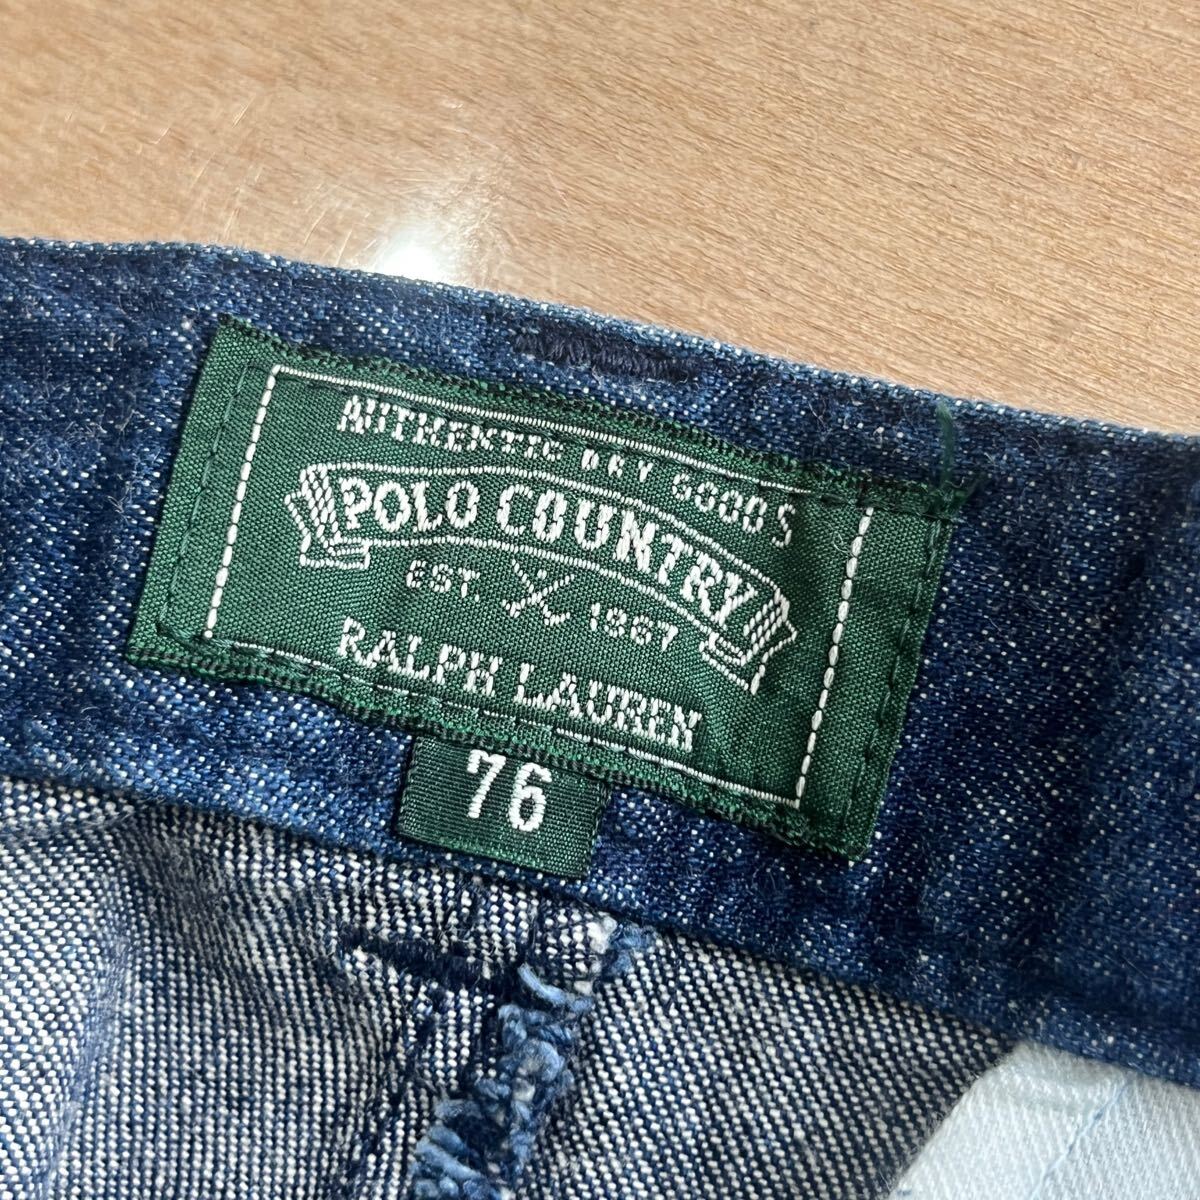 AUTHENTIC DRY GOODS
POLO COUNTRY
EST. 1967
RALPH LAUREN
76